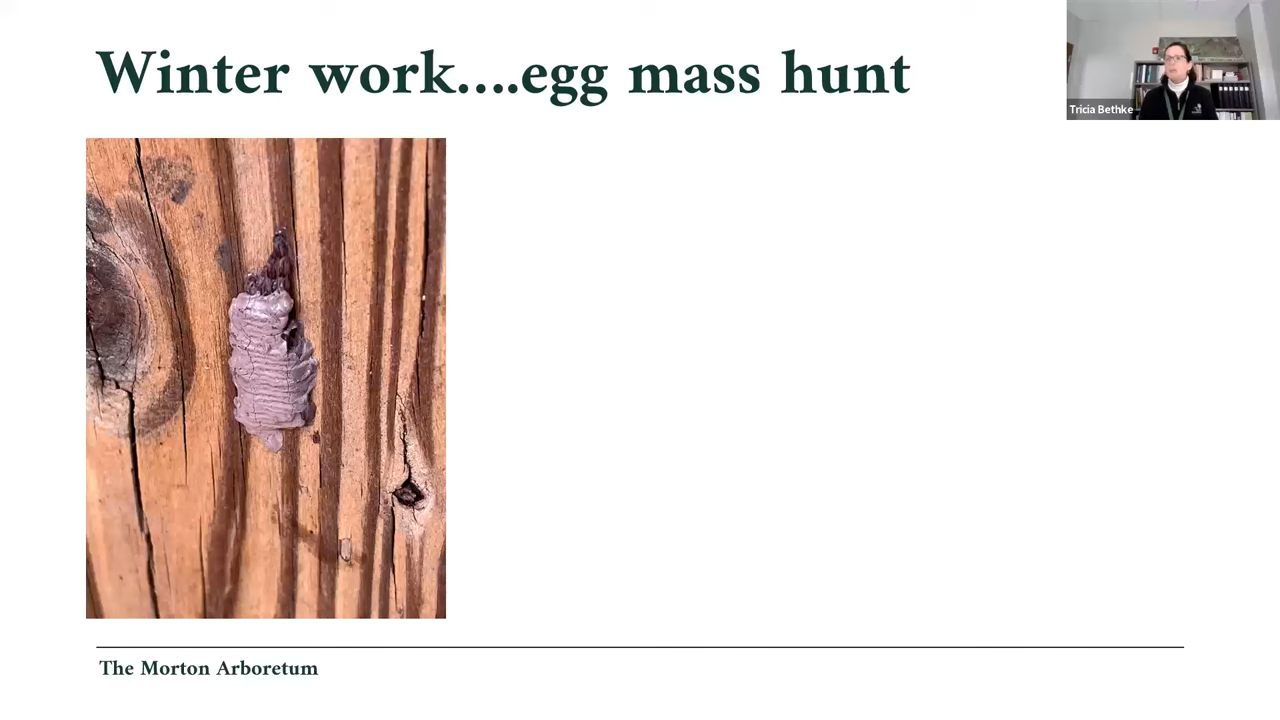 Winter work....egg mass hunt
Tricia Bethke
The Morton Arboretum